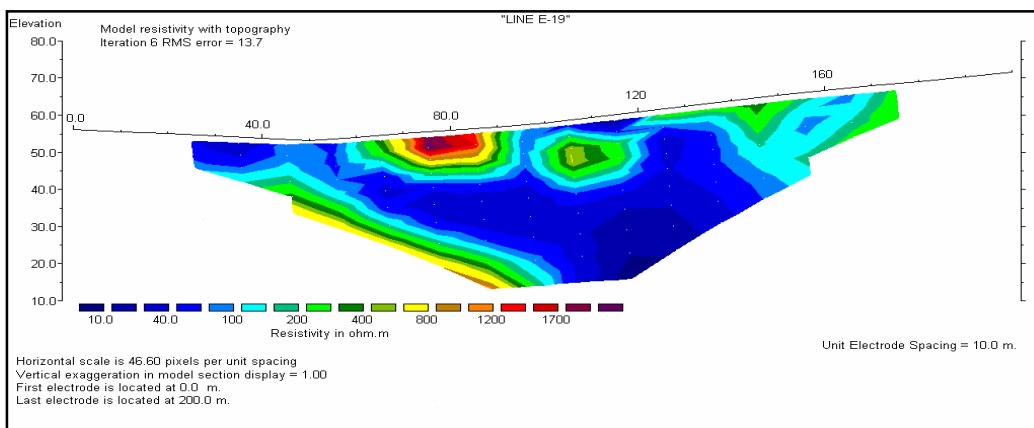 "LINE E-19"
Elevation
Model resistivity with topography
Iteration 6 RMS error = 13.7
80.0
70.0
60.0
50.0
40.0
30.0
20.0
10.0
0.0
40.0
80.0
120
160
10.0 40.0 100 200 400 800 1200 1700
Resistivity in ohm.m
Unit Electrode Spacing = 10.0 m.
Horizontal scale is 46.60 pixels per unit spacing
Vertical exaggeration in model section display = 1.00
First electrode is located at 0.0 m.
Last electrode is located at 200.0 m.